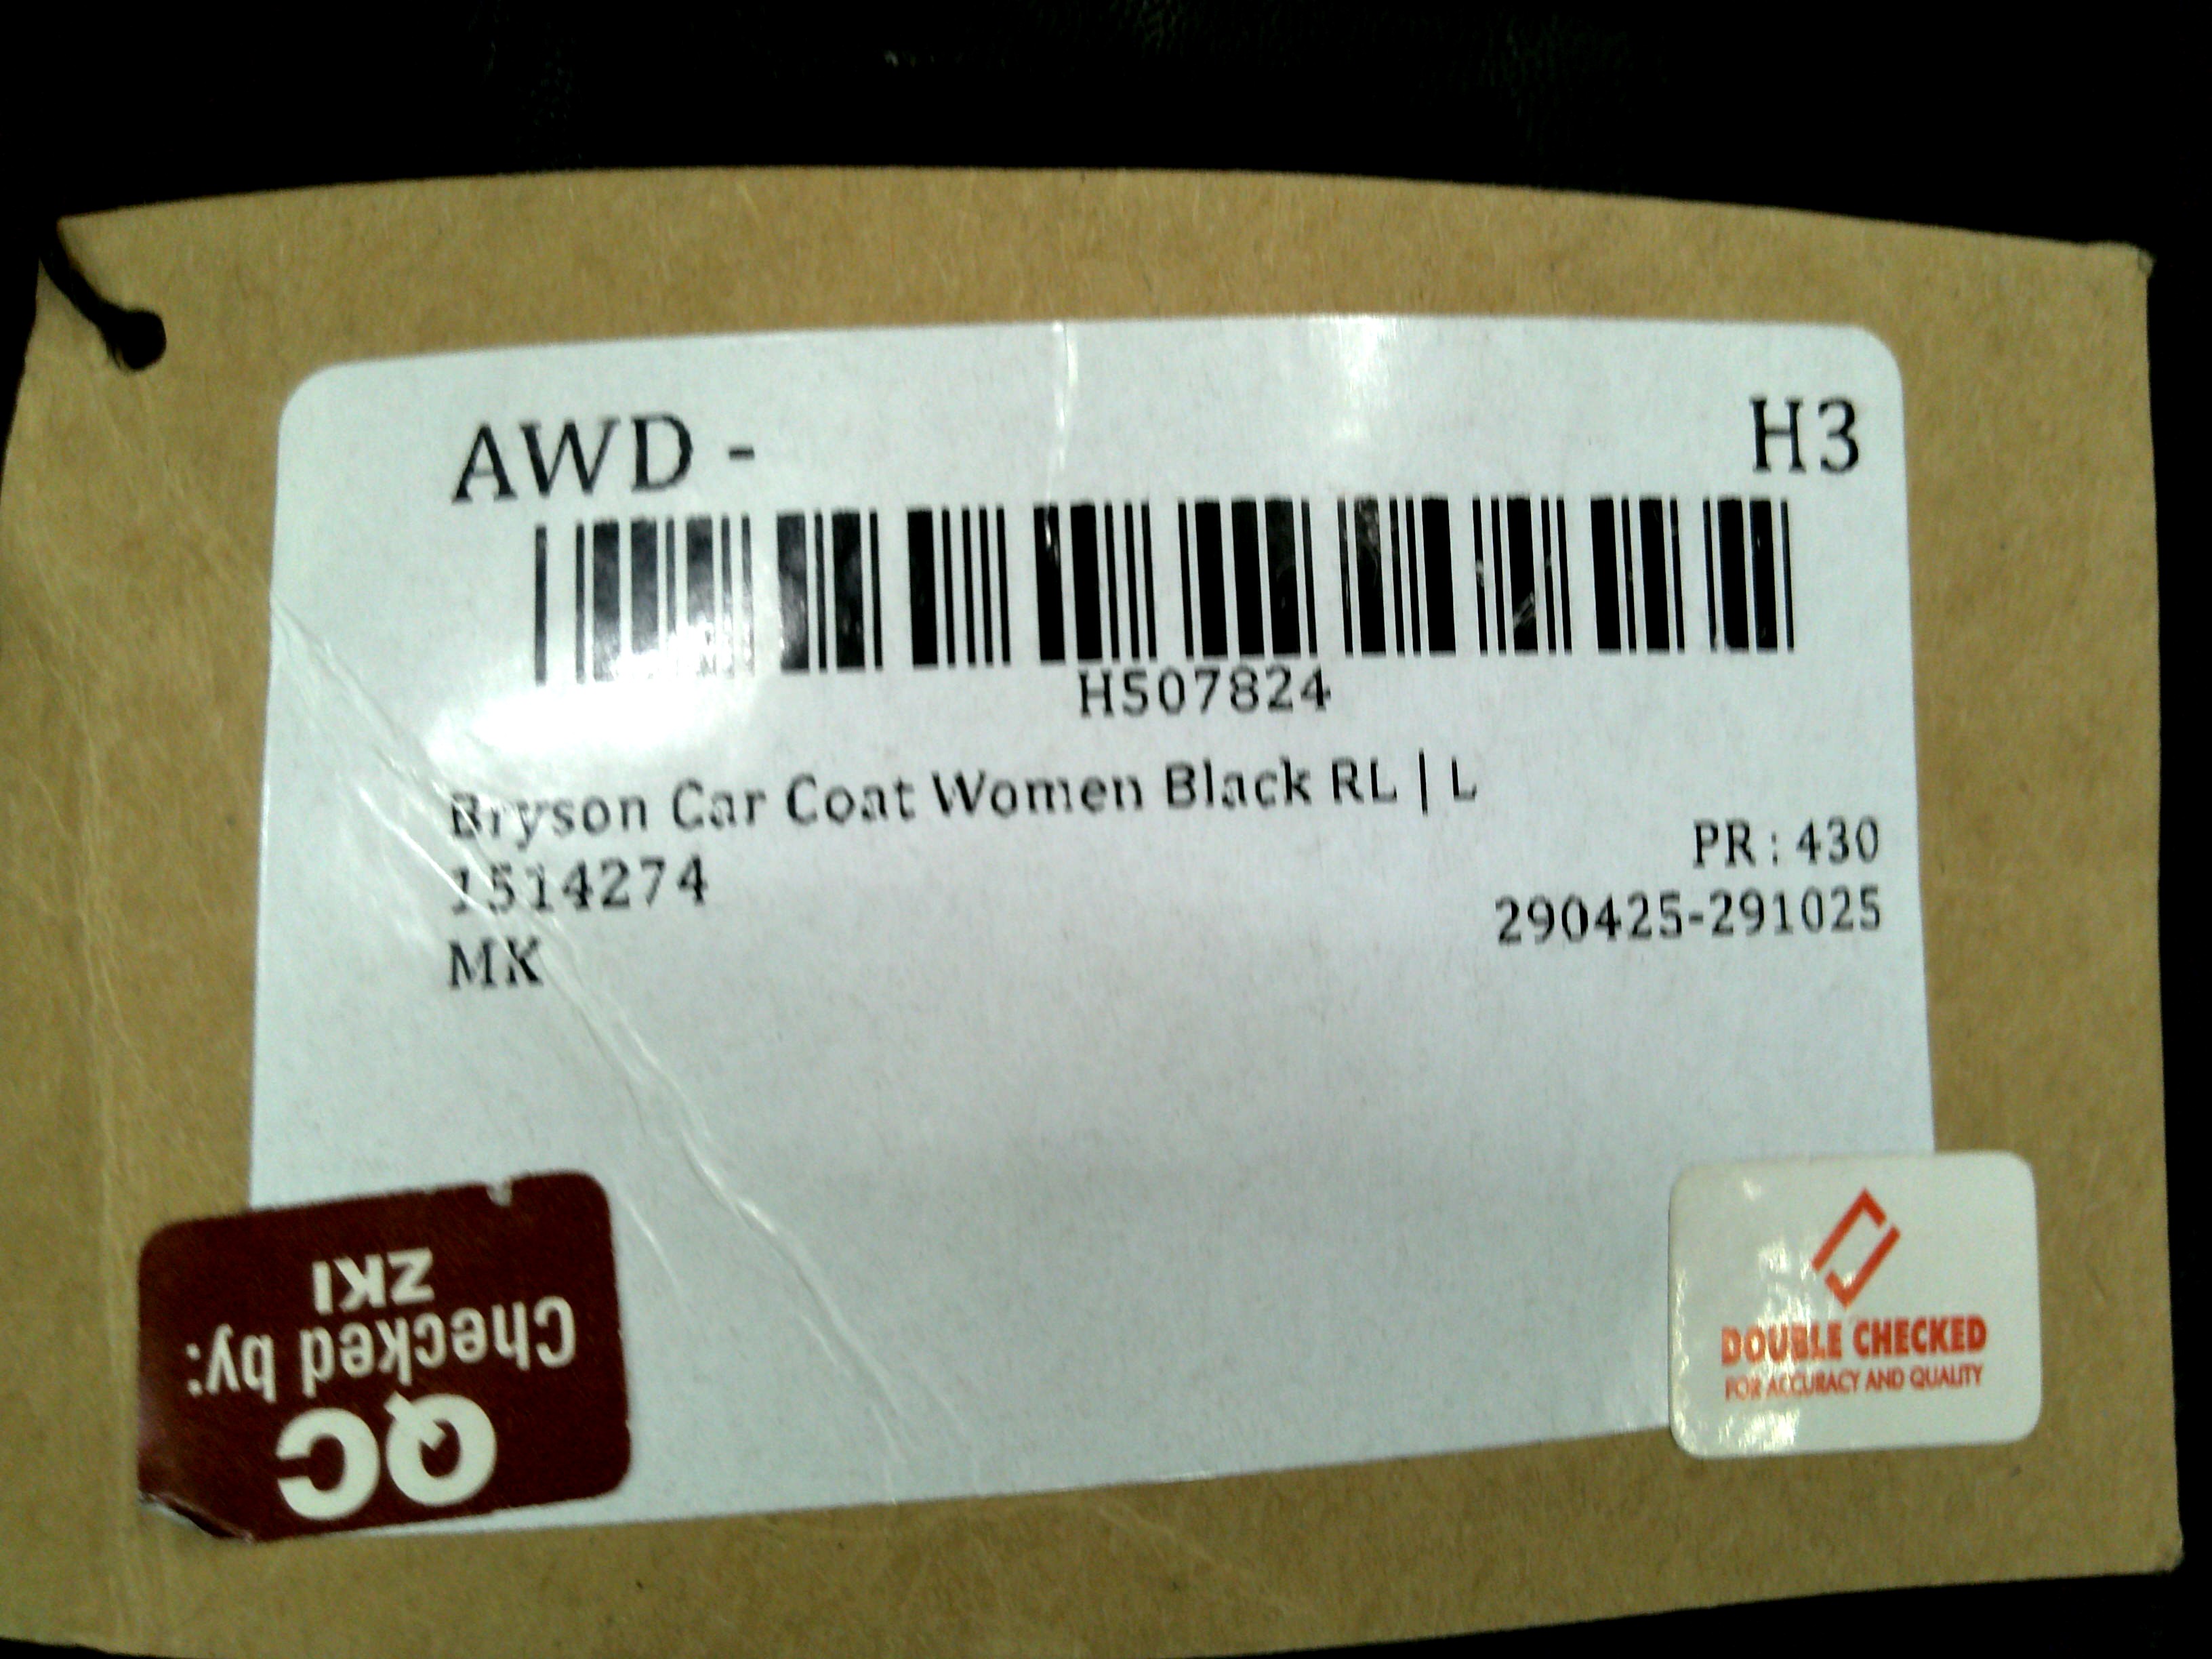 AWD - H3
H507824
Bryson Car Coat Women Black RL | L
PR : 430
1514274
290425-291025
MK
QC
Checked by:
ZKI
DOUBLE CHECKED
FOR ACCURACY AND QUALITY